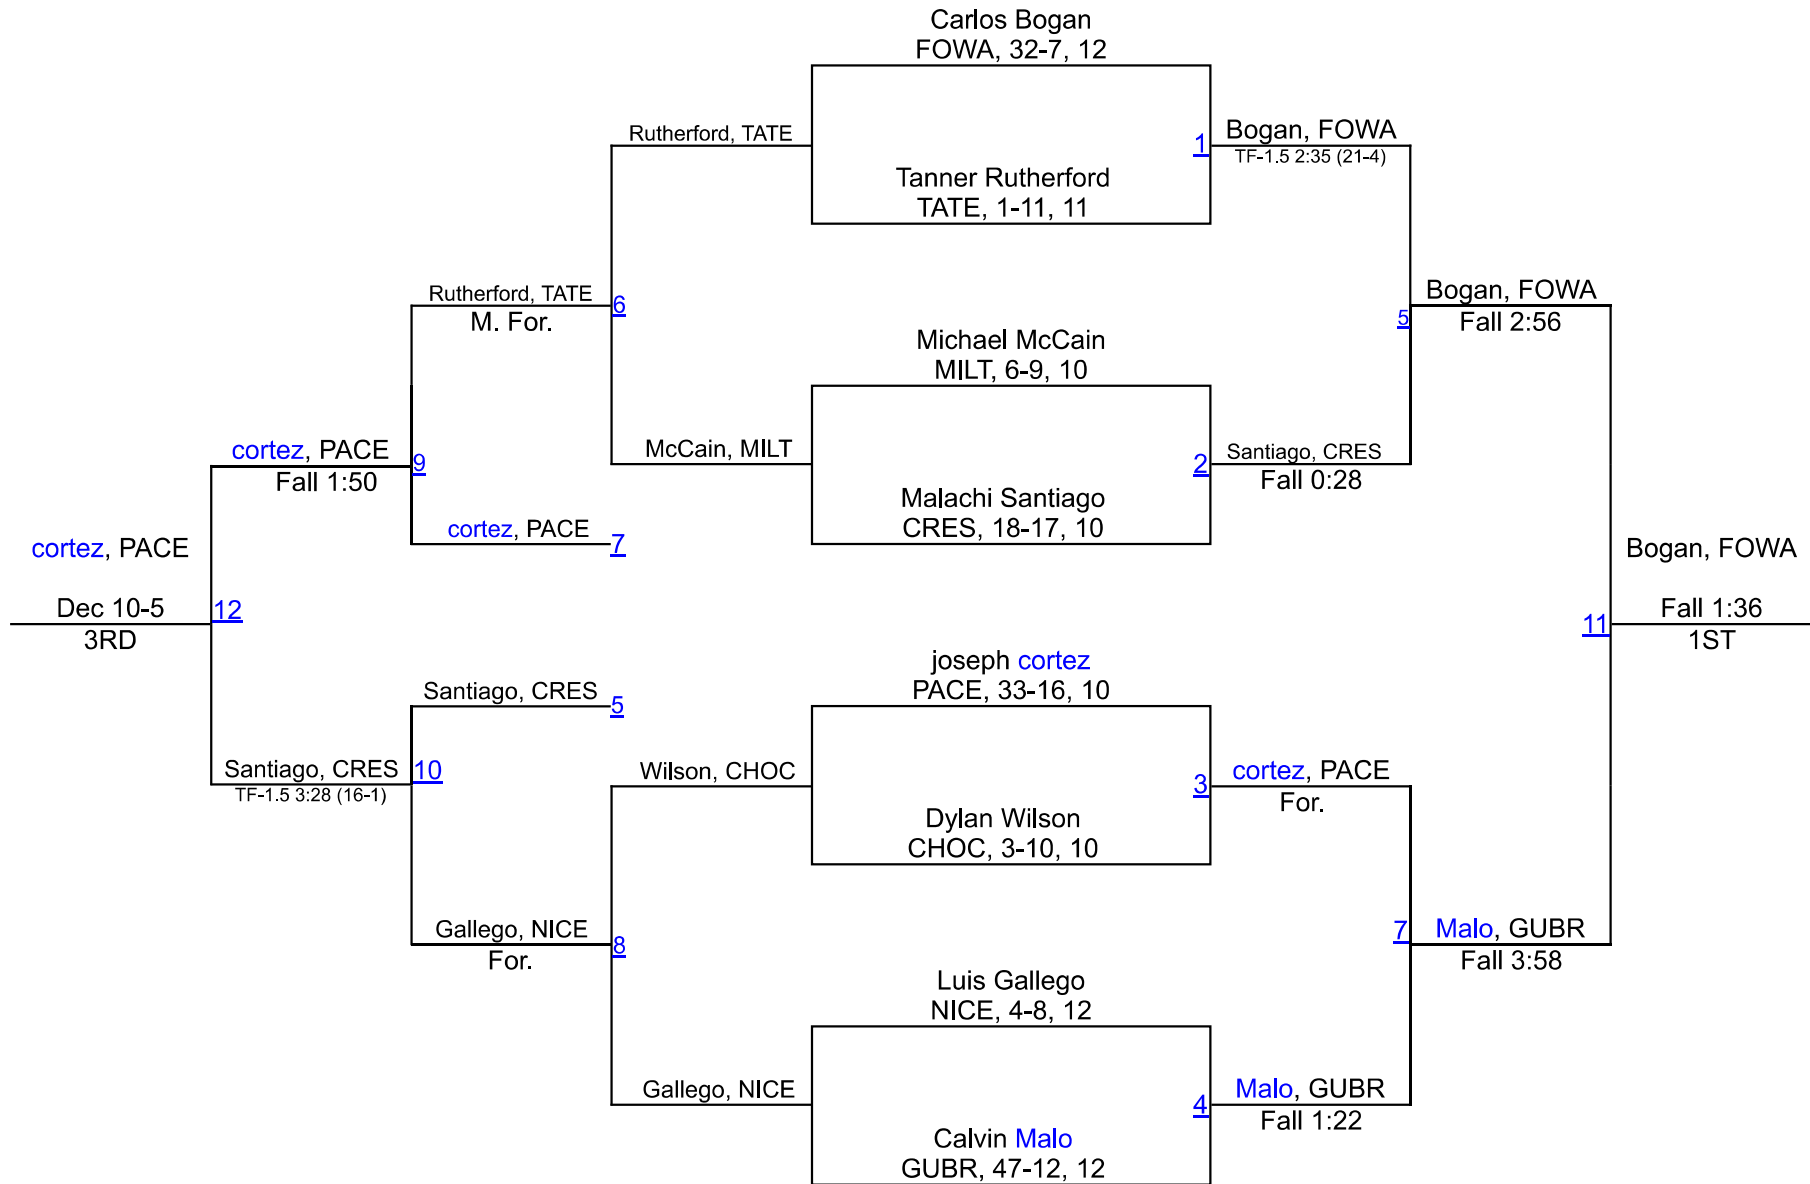 Carlos Bogan
FOWA, 32-7, 12
Rutherford, TATE
1
Bogan, FOWA
TF-1.5 2:35 (21-4)
Tanner Rutherford
TATE, 1-11, 11
Rutherford, TATE
M. For.
6
Bogan, FOWA
Fall 2:56
5
Michael McCain
MILT, 6-9, 10
McCain, MILT
2
Santiago, CRES
Fall 0:28
cortez, PACE
Fall 1:50
9
Malachi Santiago
CRES, 18-17, 10
cortez, PACE
7
cortez, PACE
Dec 10-5
3RD
12
Bogan, FOWA
Fall 1:36
1ST
11
joseph cortez
PACE, 33-16, 10
Santiago, CRES
5
Wilson, CHOC
3
cortez, PACE
For.
Santiago, CRES
TF-1.5 3:28 (16-1)
10
Dylan Wilson
CHOC, 3-10, 10
Gallego, NICE
For.
8
7
Malo, GUBR
Fall 3:58
Luis Gallego
NICE, 4-8, 12
Gallego, NICE
4
Malo, GUBR
Fall 1:22
Calvin Malo
GUBR, 47-12, 12